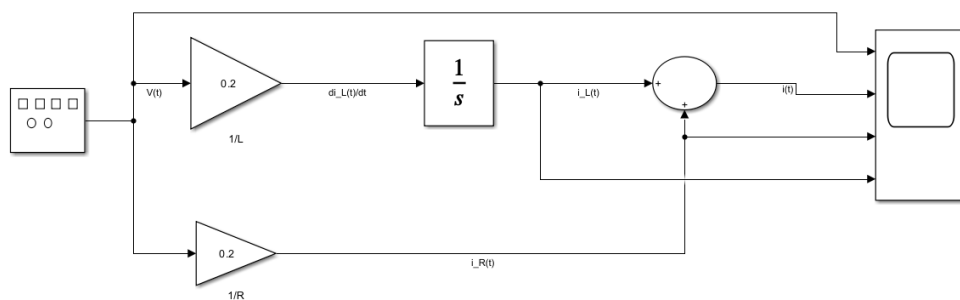 V(t)
0.2
1/L
di_L(t)/dt
1
s
i_L(t)
+
+
i(t)
0.2
1/R
i_R(t)